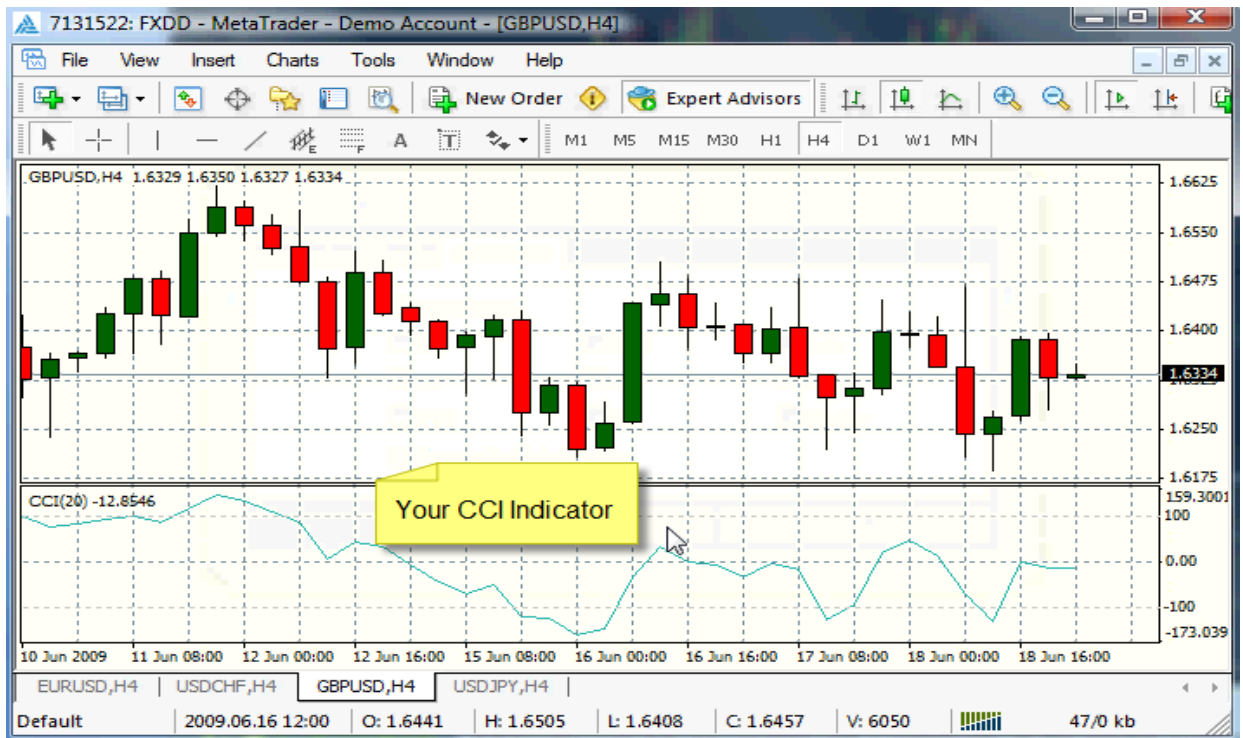 7131522: FXDD - MetaTrader - Demo Account - [GBPUSD,H4]
File View Insert Charts Tools Window Help
New Order Expert Advisors
E F A T M1 M5 M15 M30 H1 H4 D1 W1 MN
GBPUSD,H4 1.6329 1.6350 1.6327 1.6334
1.6625
1.6550
1.6475
1.6400
1.6334
1.6250
1.6175
CCI(20) -12.8546
Your CCI Indicator
159.3001
100
0.00
-100
-173.039
10 Jun 2009 11 Jun 08:00 12 Jun 00:00 12 Jun 16:00 15 Jun 08:00 16 Jun 00:00 16 Jun 16:00 17 Jun 08:00 18 Jun 00:00 18 Jun 16:00
EURUSD,H4 USDCHF,H4 GBPUSD,H4 USDJPY,H4
Default 2009.06.16 12:00 O: 1.6441 H: 1.6505 L: 1.6408 C: 1.6457 V: 6050 47/0 kb